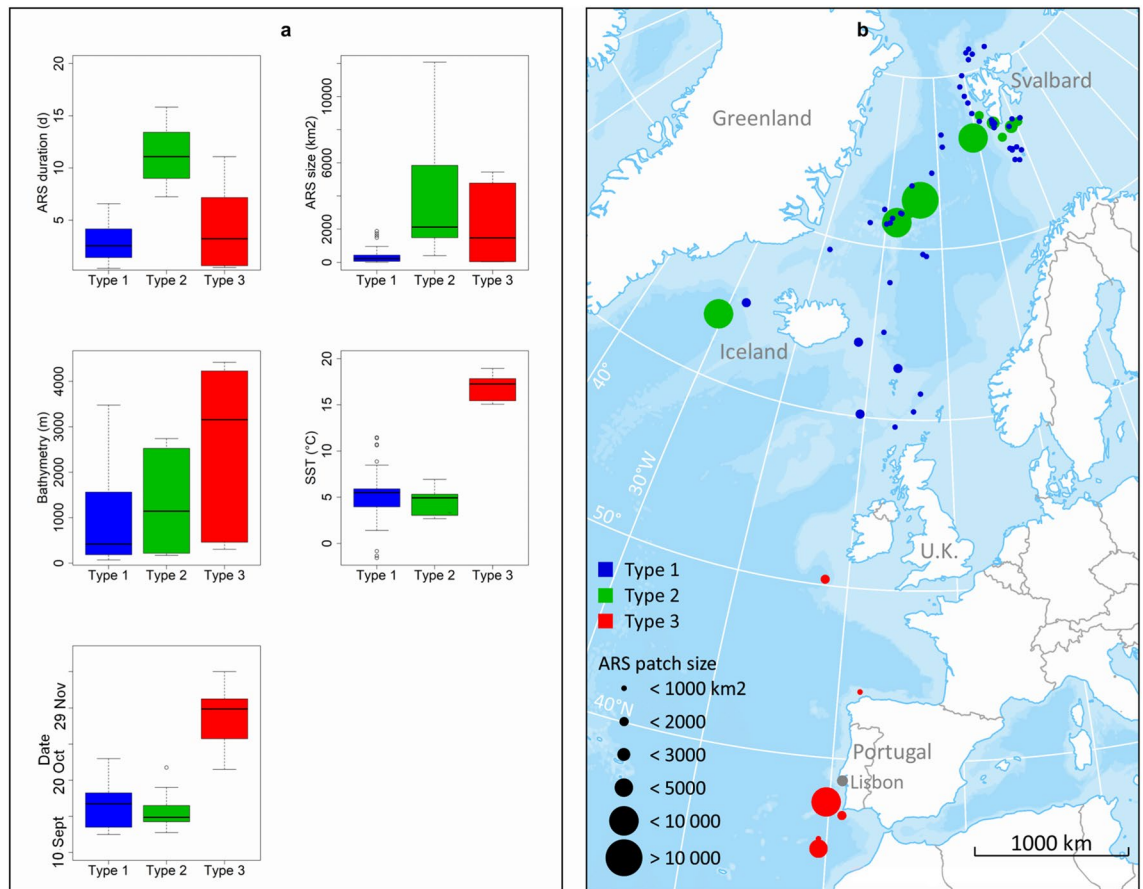 a
20
15
10
5
ARS duration (d)
Type 1 Type 2 Type 3
10000
6000
2000
0
ARS size (km2)
Type 1 Type 2 Type 3
4000
3000
2000
1000
0
Bathymetry (m)
Type 1 Type 2 Type 3
20
15
10
5
0
SST (°C)
Type 1 Type 2 Type 3
29 Nov
20 Oct
10 Sept
Date
Type 1 Type 2 Type 3
b
Svalbard
Greenland
Iceland
40°
30°W
50°
U.K.
Type 1
Type 2
Type 3
ARS patch size
< 1000 km2
< 2000
< 3000
< 5000
< 10 000
> 10 000
40°N
Portugal
Lisbon
1000 km